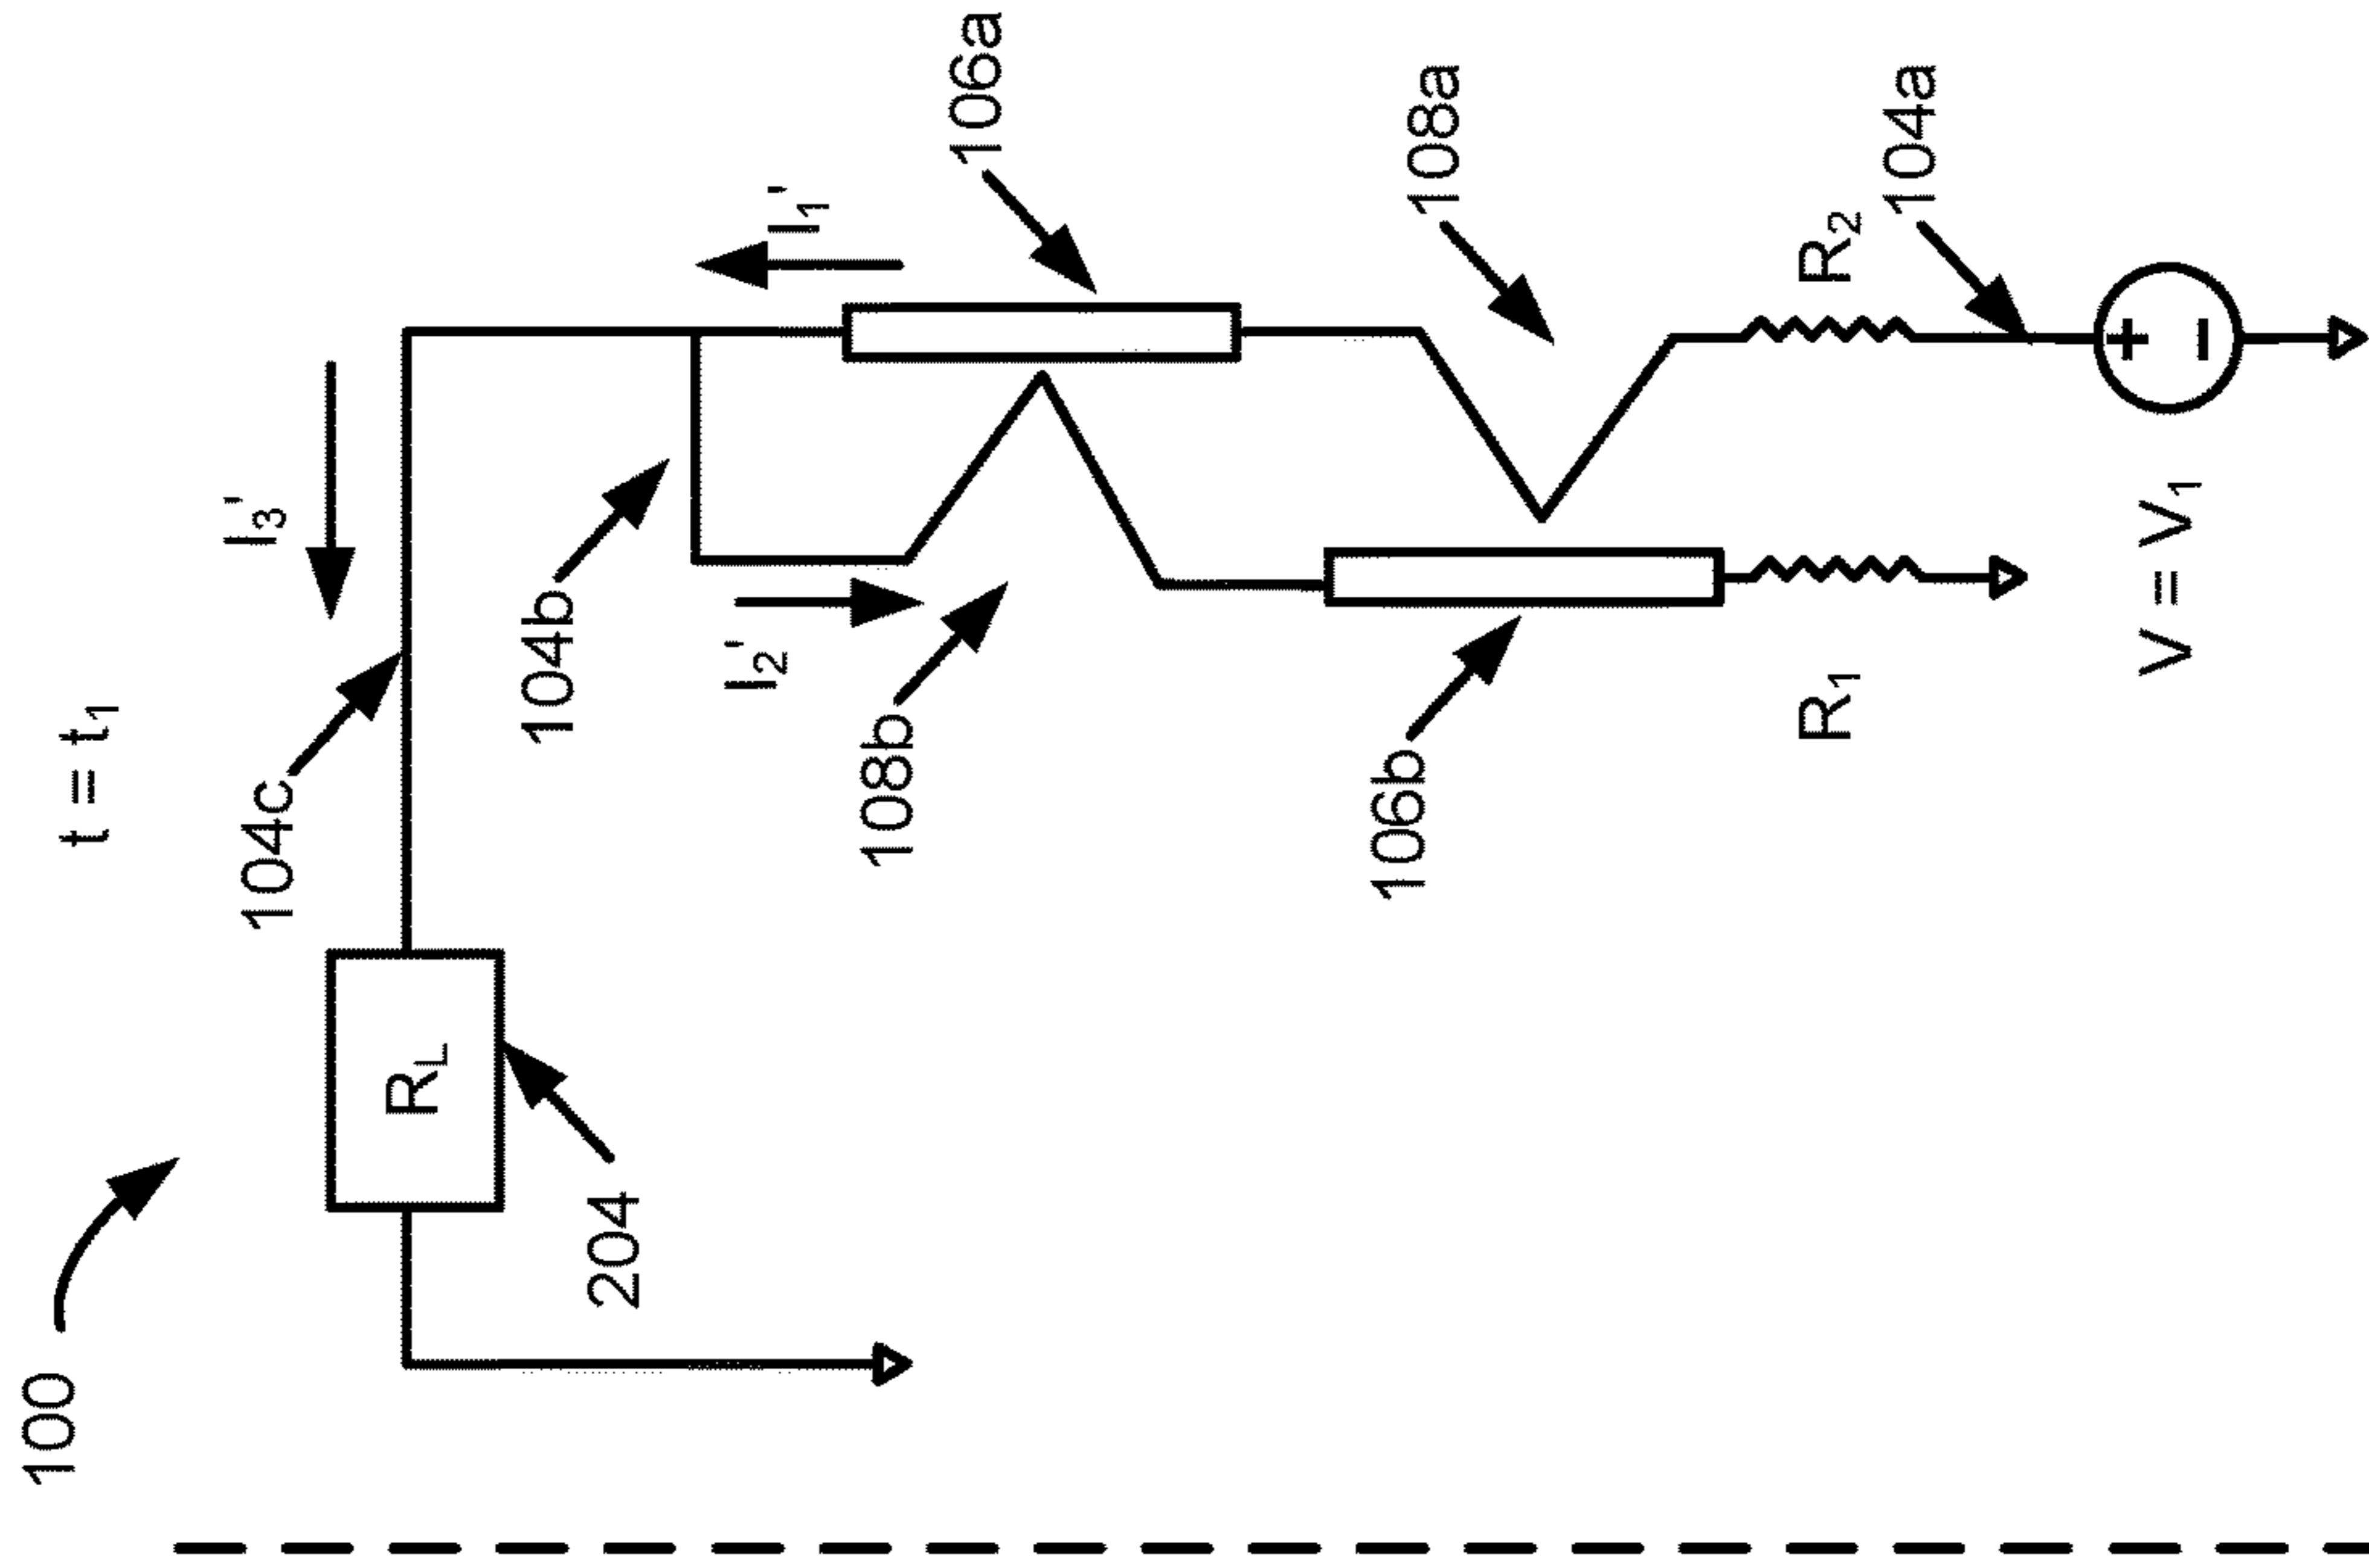 100
t = t1
104c
I3'
RL
204
104b
I2'
I1'
108b
106a
106b
108a
R1
R2
104a
V = V1
+
−